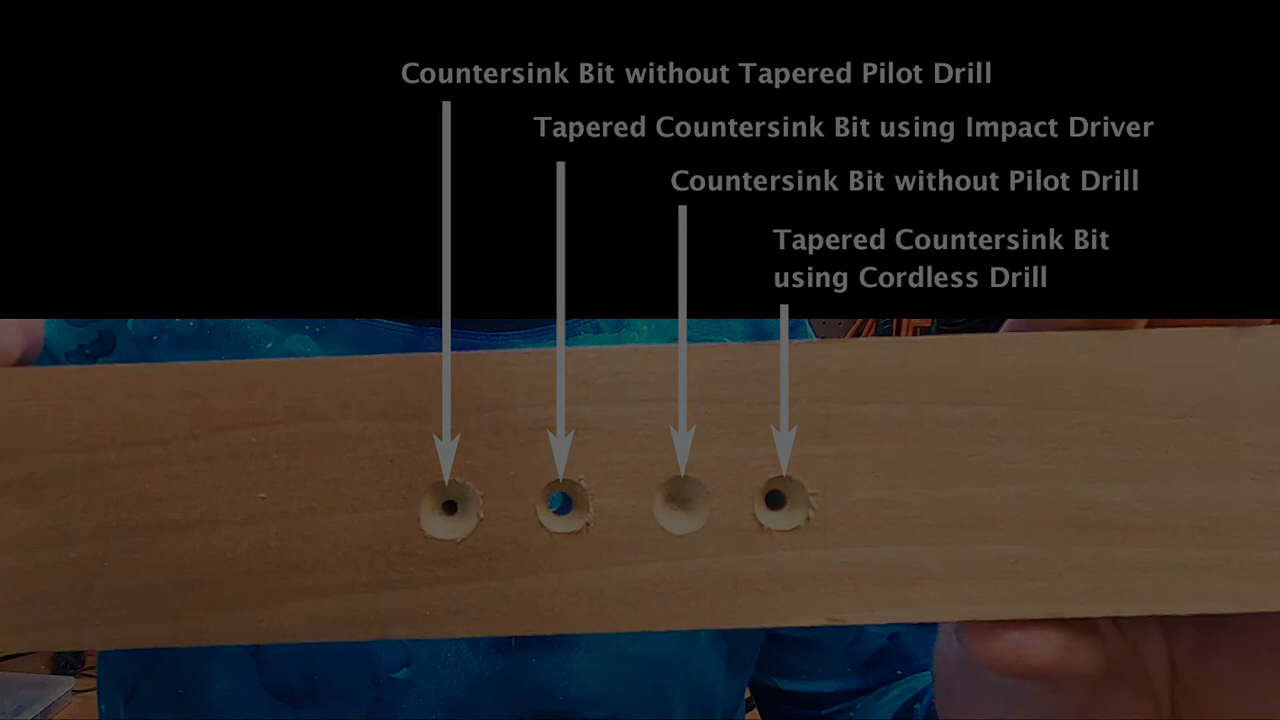 Countersink Bit without Tapered Pilot Drill
Tapered Countersink Bit using Impact Driver
Countersink Bit without Pilot Drill
Tapered Countersink Bit
using Cordless Drill